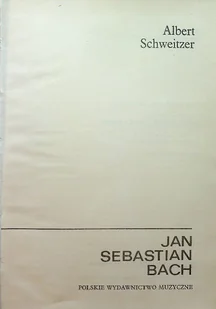 Albert
Schweitzer
JAN
SEBASTIAN
BACH
POLSKIE WYDAWNICTWO MUZYCZNE